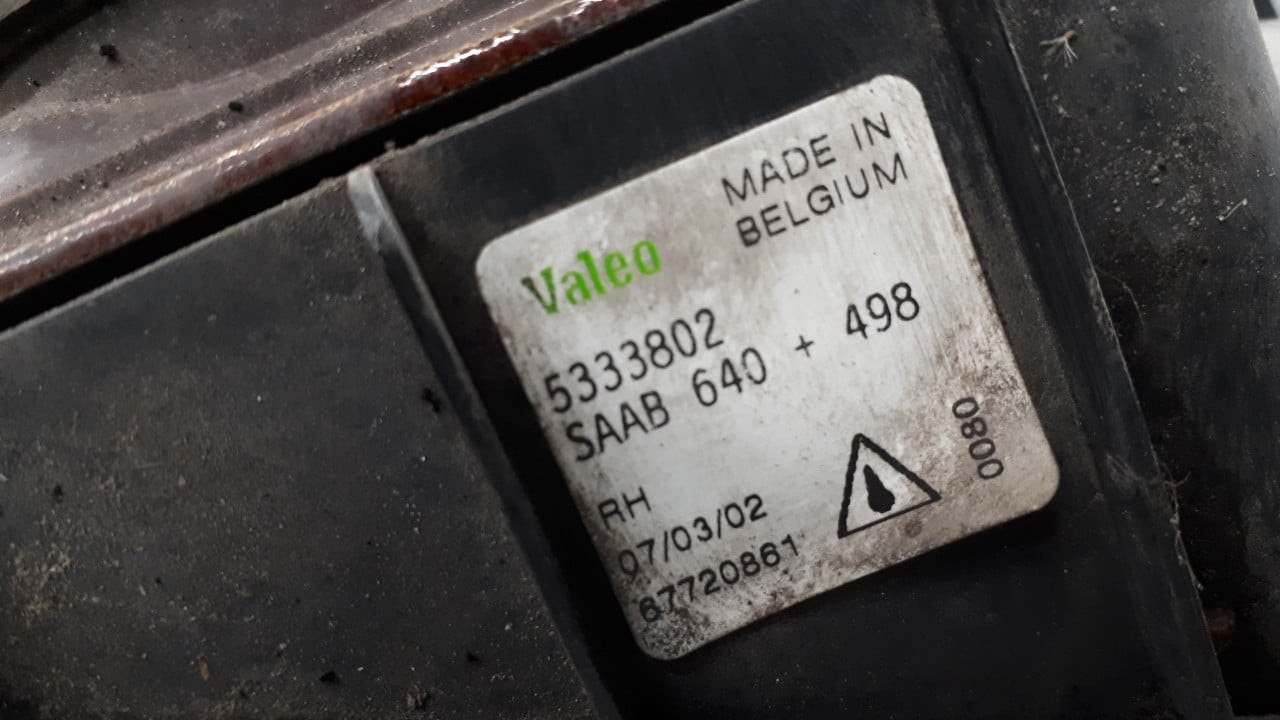 MADE IN
BELGIUM
Valeo
5333802
SAAB 640 + 498
0080
RH
07/03/02
67720861